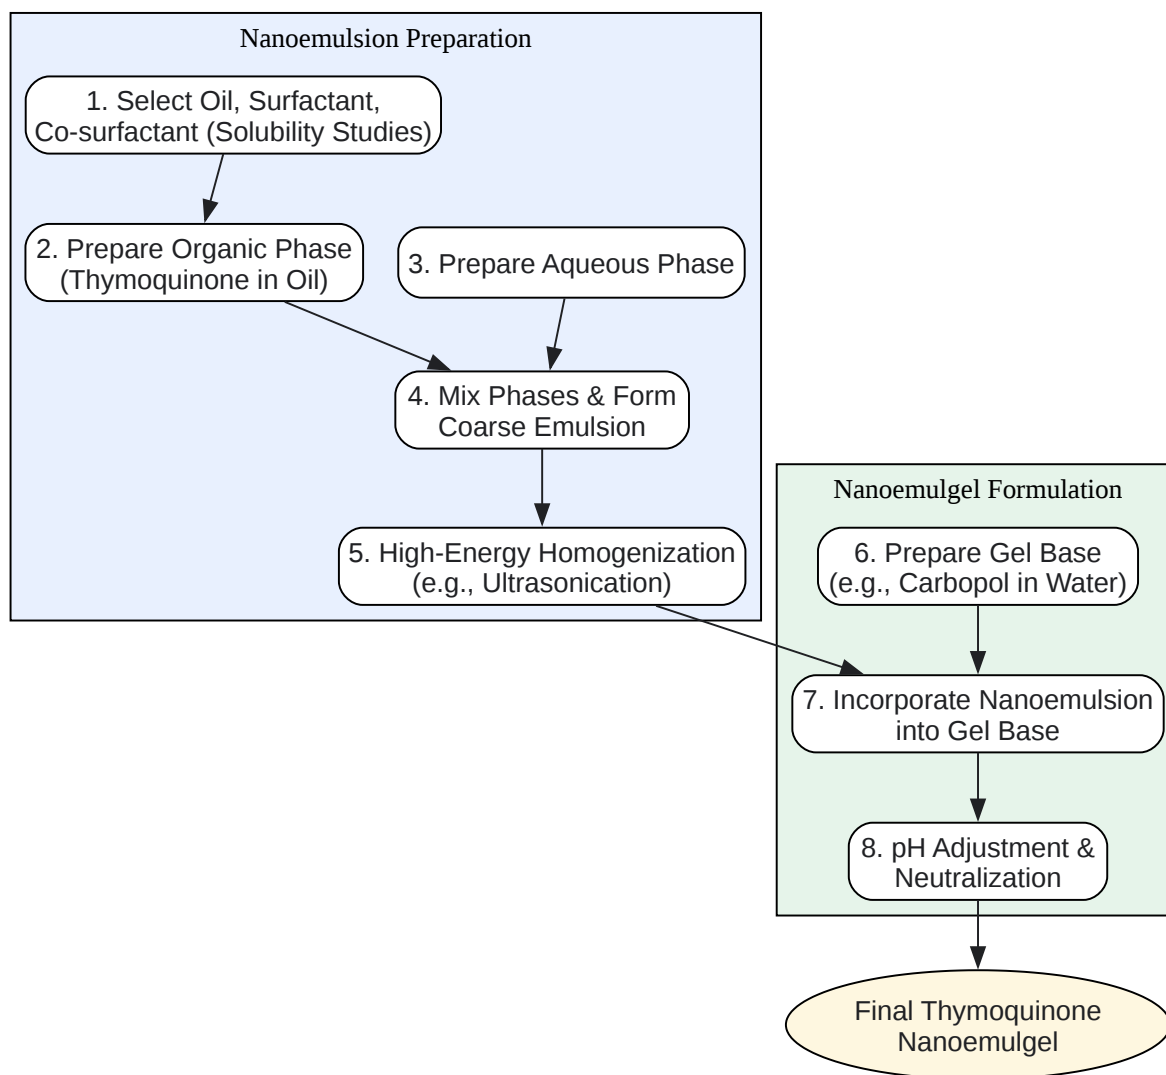 Nanoemulsion Preparation
1. Select Oil, Surfactant,
Co-surfactant (Solubility Studies)
2. Prepare Organic Phase
(Thymoquinone in Oil)
3. Prepare Aqueous Phase
4. Mix Phases & Form
Coarse Emulsion
5. High-Energy Homogenization
(e.g., Ultrasonication)
Nanoemulgel Formulation
6. Prepare Gel Base
(e.g., Carbopol in Water)
7. Incorporate Nanoemulsion
into Gel Base
8. pH Adjustment &
Neutralization
Final Thymoquinone
Nanoemulgel